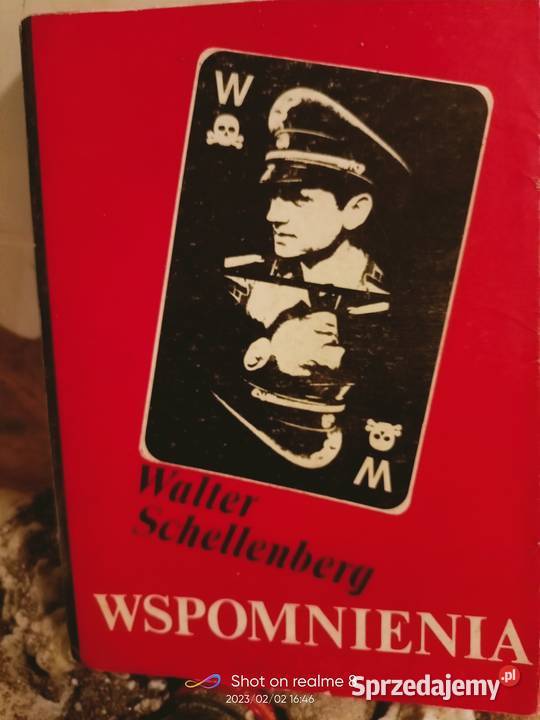 W
W
Walter
Schellenberg
WSPOMNIENIA
Shot on realme 8
2023/02/02 16:46
Sprzedajemy.pl